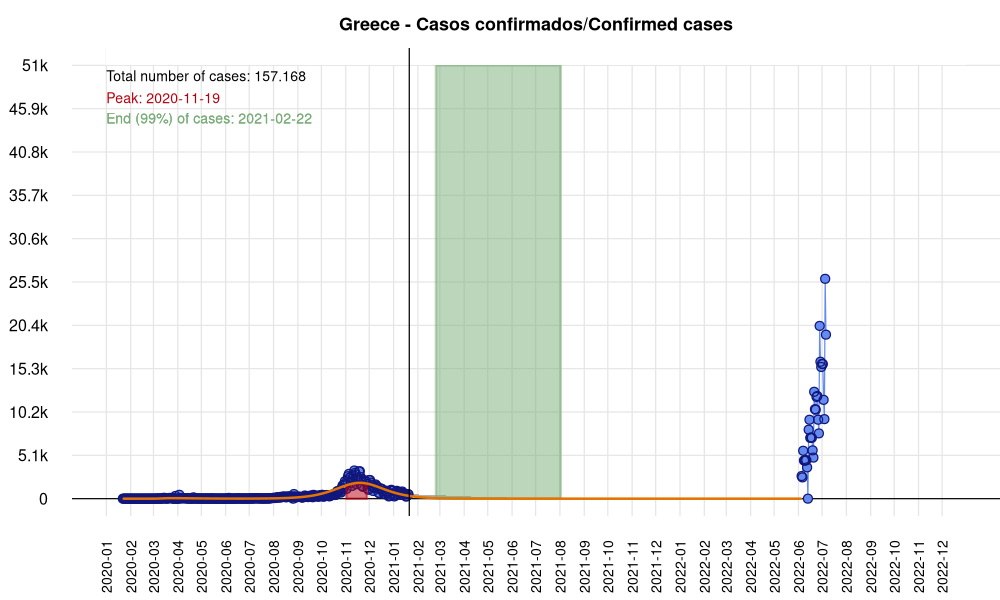 Greece - Casos confirmados/Confirmed cases
Total number of cases: 157.168
Peak: 2020-11-19
End (99%) of cases: 2021-02-22
51k
45.9k
40.8k
35.7k
30.6k
25.5k
20.4k
15.3k
10.2k
5.1k
0
2020-01
2020-02
2020-03
2020-04
2020-05
2020-06
2020-07
2020-08
2020-09
2020-10
2020-11
2020-12
2021-01
2021-02
2021-03
2021-04
2021-05
2021-06
2021-07
2021-08
2021-09
2021-10
2021-11
2021-12
2022-01
2022-02
2022-03
2022-04
2022-05
2022-06
2022-07
2022-08
2022-09
2022-10
2022-11
2022-12